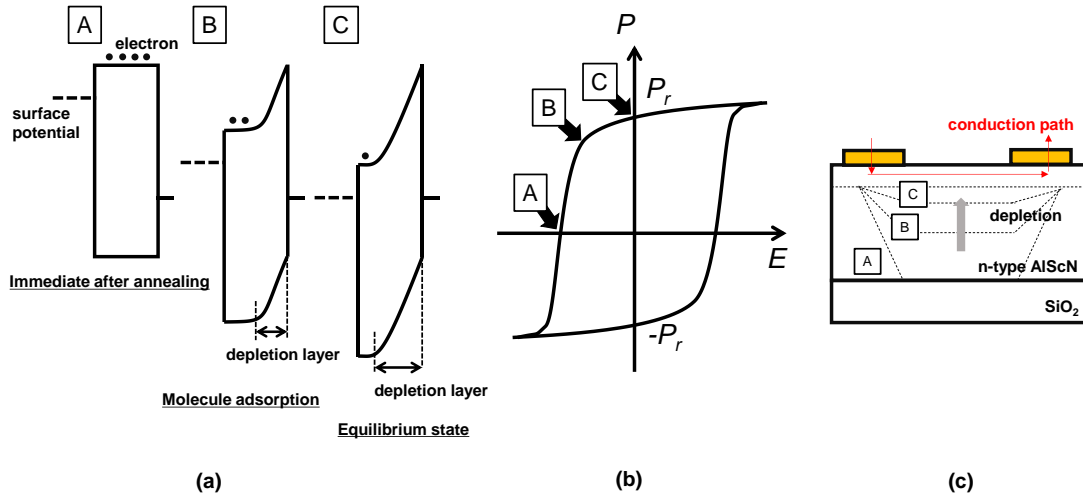 A
B
C
electron
surface
potential
Immediate after annealing
depletion layer
Molecule adsorption
depletion layer
Equilibrium state
(a)
P
C
Pr
B
A
E
-Pr
(b)
conduction path
C
depletion
B
A
n-type AlScN
SiO2
(c)